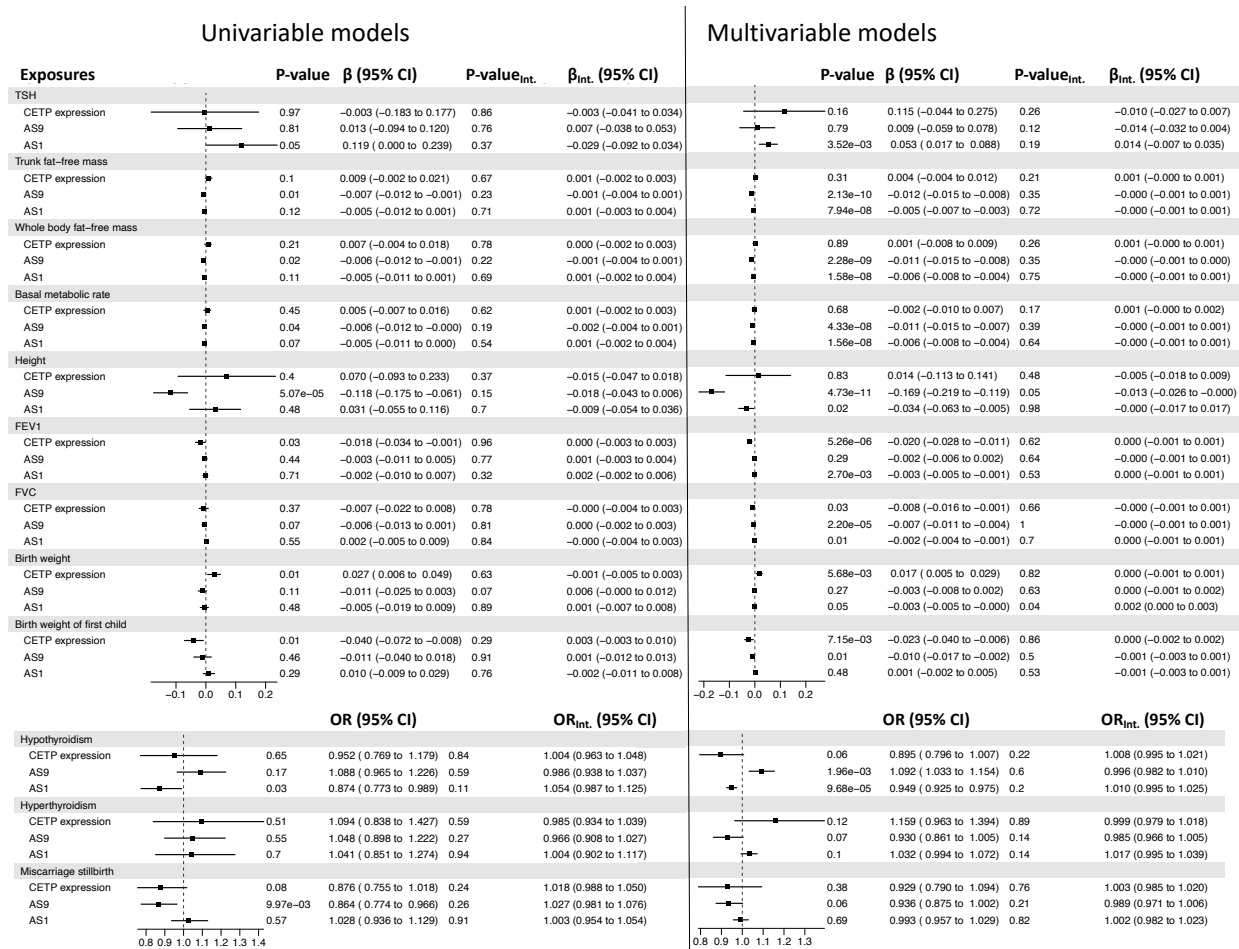 Univariable models Multivariable models
Exposures P-value β (95% CI) P-valueInt. βInt. (95% CI) P-value β (95% CI) P-valueInt. βInt. (95% CI)
TSH
CETP expression 0.97 −0.003 (−0.183 to 0.177) 0.86 −0.003 (−0.041 to 0.034) 0.16 0.115 (−0.044 to 0.275) 0.26 −0.010 (−0.027 to 0.007)
AS9 0.81 0.013 (−0.094 to 0.120) 0.76 0.007 (−0.038 to 0.053) 0.79 0.009 (−0.059 to 0.078) 0.12 −0.014 (−0.032 to 0.004)
AS1 0.05 0.119 ( 0.000 to 0.239) 0.37 −0.029 (−0.092 to 0.034) 3.52e−03 0.053 ( 0.017 to 0.088) 0.19 0.014 (−0.007 to 0.035)
Trunk fat−free mass
CETP expression 0.1 0.009 (−0.002 to 0.021) 0.67 0.001 (−0.002 to 0.003) 0.31 0.004 (−0.004 to 0.012) 0.21 0.001 (−0.000 to 0.001)
AS9 0.01 −0.007 (−0.012 to −0.001) 0.23 −0.001 (−0.004 to 0.001) 2.13e−10 −0.012 (−0.015 to −0.008) 0.35 −0.000 (−0.001 to 0.001)
AS1 0.12 −0.005 (−0.012 to 0.001) 0.71 0.001 (−0.003 to 0.004) 7.94e−08 −0.005 (−0.007 to −0.003) 0.72 −0.000 (−0.001 to 0.001)
Whole body fat−free mass
CETP expression 0.21 0.007 (−0.004 to 0.018) 0.78 0.000 (−0.002 to 0.003) 0.89 0.001 (−0.008 to 0.009) 0.26 0.001 (−0.000 to 0.001)
AS9 0.02 −0.006 (−0.012 to −0.001) 0.22 −0.001 (−0.004 to 0.001) 2.28e−09 −0.011 (−0.015 to −0.008) 0.35 −0.000 (−0.001 to 0.000)
AS1 0.11 −0.005 (−0.011 to 0.001) 0.69 0.001 (−0.002 to 0.004) 1.58e−08 −0.006 (−0.008 to −0.004) 0.75 −0.000 (−0.001 to 0.001)
Basal metabolic rate
CETP expression 0.45 0.005 (−0.007 to 0.016) 0.62 0.001 (−0.002 to 0.003) 0.68 −0.002 (−0.010 to 0.007) 0.17 0.001 (−0.000 to 0.002)
AS9 0.04 −0.006 (−0.012 to −0.000) 0.19 −0.002 (−0.004 to 0.001) 4.33e−08 −0.011 (−0.015 to −0.007) 0.39 −0.000 (−0.001 to 0.001)
AS1 0.07 −0.005 (−0.011 to 0.000) 0.54 0.001 (−0.002 to 0.004) 1.56e−08 −0.006 (−0.008 to −0.004) 0.64 −0.000 (−0.001 to 0.001)
Height
CETP expression 0.4 0.070 (−0.093 to 0.233) 0.37 −0.015 (−0.047 to 0.018) 0.83 0.014 (−0.113 to 0.141) 0.48 −0.005 (−0.018 to 0.009)
AS9 5.07e−05 −0.118 (−0.175 to −0.061) 0.15 −0.018 (−0.043 to 0.006) 4.73e−11 −0.169 (−0.219 to −0.119) 0.05 −0.013 (−0.026 to −0.000)
AS1 0.48 0.031 (−0.055 to 0.116) 0.7 −0.009 (−0.054 to 0.036) 0.02 −0.034 (−0.063 to −0.005) 0.98 −0.000 (−0.017 to 0.017)
FEV1
CETP expression 0.03 −0.018 (−0.034 to −0.001) 0.96 0.000 (−0.003 to 0.003) 5.26e−06 −0.020 (−0.028 to −0.011) 0.62 0.000 (−0.001 to 0.001)
AS9 0.44 −0.003 (−0.011 to 0.005) 0.77 0.001 (−0.003 to 0.004) 0.29 −0.002 (−0.006 to 0.002) 0.64 −0.000 (−0.001 to 0.001)
AS1 0.71 −0.002 (−0.010 to 0.007) 0.32 0.002 (−0.002 to 0.006) 2.70e−03 −0.003 (−0.005 to −0.001) 0.53 0.000 (−0.001 to 0.001)
FVC
CETP expression 0.37 −0.007 (−0.022 to 0.008) 0.78 −0.000 (−0.004 to 0.003) 0.03 −0.008 (−0.016 to −0.001) 0.66 −0.000 (−0.001 to 0.001)
AS9 0.07 −0.006 (−0.013 to 0.001) 0.81 0.000 (−0.002 to 0.003) 2.20e−05 −0.007 (−0.011 to −0.004) 1 −0.000 (−0.001 to 0.001)
AS1 0.55 0.002 (−0.005 to 0.009) 0.84 −0.000 (−0.004 to 0.003) 0.01 −0.002 (−0.004 to −0.001) 0.7 0.000 (−0.001 to 0.001)
Birth weight
CETP expression 0.01 0.027 ( 0.006 to 0.049) 0.63 −0.001 (−0.005 to 0.003) 5.68e−03 0.017 ( 0.005 to 0.029) 0.82 0.000 (−0.001 to 0.001)
AS9 0.11 −0.011 (−0.025 to 0.003) 0.07 0.006 (−0.000 to 0.012) 0.27 −0.003 (−0.008 to 0.002) 0.63 −0.000 (−0.001 to 0.002)
AS1 0.48 −0.005 (−0.019 to 0.009) 0.89 0.001 (−0.007 to 0.008) 0.05 −0.003 (−0.005 to −0.000) 0.04 0.002 (0.000 to 0.003)
Birth weight of first child
CETP expression 0.01 −0.040 (−0.072 to −0.008) 0.29 0.003 (−0.003 to 0.010) 7.15e−03 −0.023 (−0.040 to −0.006) 0.86 0.000 (−0.002 to 0.002)
AS9 0.46 −0.011 (−0.040 to 0.018) 0.91 0.001 (−0.012 to 0.013) 0.01 −0.010 (−0.017 to −0.002) 0.5 −0.001 (−0.003 to 0.001)
AS1 0.29 0.010 (−0.009 to 0.029) 0.76 −0.002 (−0.011 to 0.008) 0.48 0.001 (−0.002 to 0.005) 0.53 −0.001 (−0.003 to 0.001)
−0.1 0.0 0.1 0.2 −0.2 −0.1 0.0 0.1 0.2
OR (95% CI) ORInt. (95% CI) OR (95% CI) ORInt. (95% CI)
Hypothyroidism
CETP expression 0.65 0.952 ( 0.769 to 1.179) 0.84 1.004 (0.963 to 1.048) 0.06 0.895 ( 0.796 to 1.007) 0.22 1.008 (0.995 to 1.021)
AS9 0.17 1.088 ( 0.965 to 1.226) 0.59 0.986 (0.938 to 1.037) 1.96e−03 1.092 ( 1.033 to 1.154) 0.6 0.996 (0.982 to 1.010)
AS1 0.03 0.874 ( 0.773 to 0.989) 0.11 1.054 (0.987 to 1.125) 9.68e−05 0.949 ( 0.925 to 0.975) 0.2 1.010 (0.995 to 1.025)
Hyperthyroidism
CETP expression 0.51 1.094 ( 0.838 to 1.427) 0.59 0.985 (0.934 to 1.039) 0.12 1.159 ( 0.963 to 1.394) 0.89 0.999 (0.979 to 1.018)
AS9 0.55 1.048 ( 0.898 to 1.222) 0.27 0.966 (0.908 to 1.027) 0.07 0.930 ( 0.861 to 1.005) 0.14 0.985 (0.966 to 1.005)
AS1 0.7 1.041 ( 0.851 to 1.274) 0.94 1.004 (0.902 to 1.117) 0.1 1.032 ( 0.994 to 1.072) 0.14 1.017 (0.995 to 1.039)
Miscarriage stillbirth
CETP expression 0.08 0.876 ( 0.755 to 1.018) 0.24 1.018 (0.988 to 1.050) 0.38 0.929 ( 0.790 to 1.094) 0.76 1.003 (0.985 to 1.020)
AS9 9.97e−03 0.864 ( 0.774 to 0.966) 0.26 1.027 (0.981 to 1.076) 0.06 0.936 ( 0.875 to 1.002) 0.21 0.989 (0.971 to 1.006)
AS1 0.57 1.028 ( 0.936 to 1.129) 0.91 1.003 (0.954 to 1.054) 0.69 0.993 ( 0.957 to 1.029) 0.82 1.002 (0.982 to 1.023)
0.8 0.9 1.0 1.1 1.2 1.3 1.4 0.8 0.9 1.0 1.1 1.2 1.3